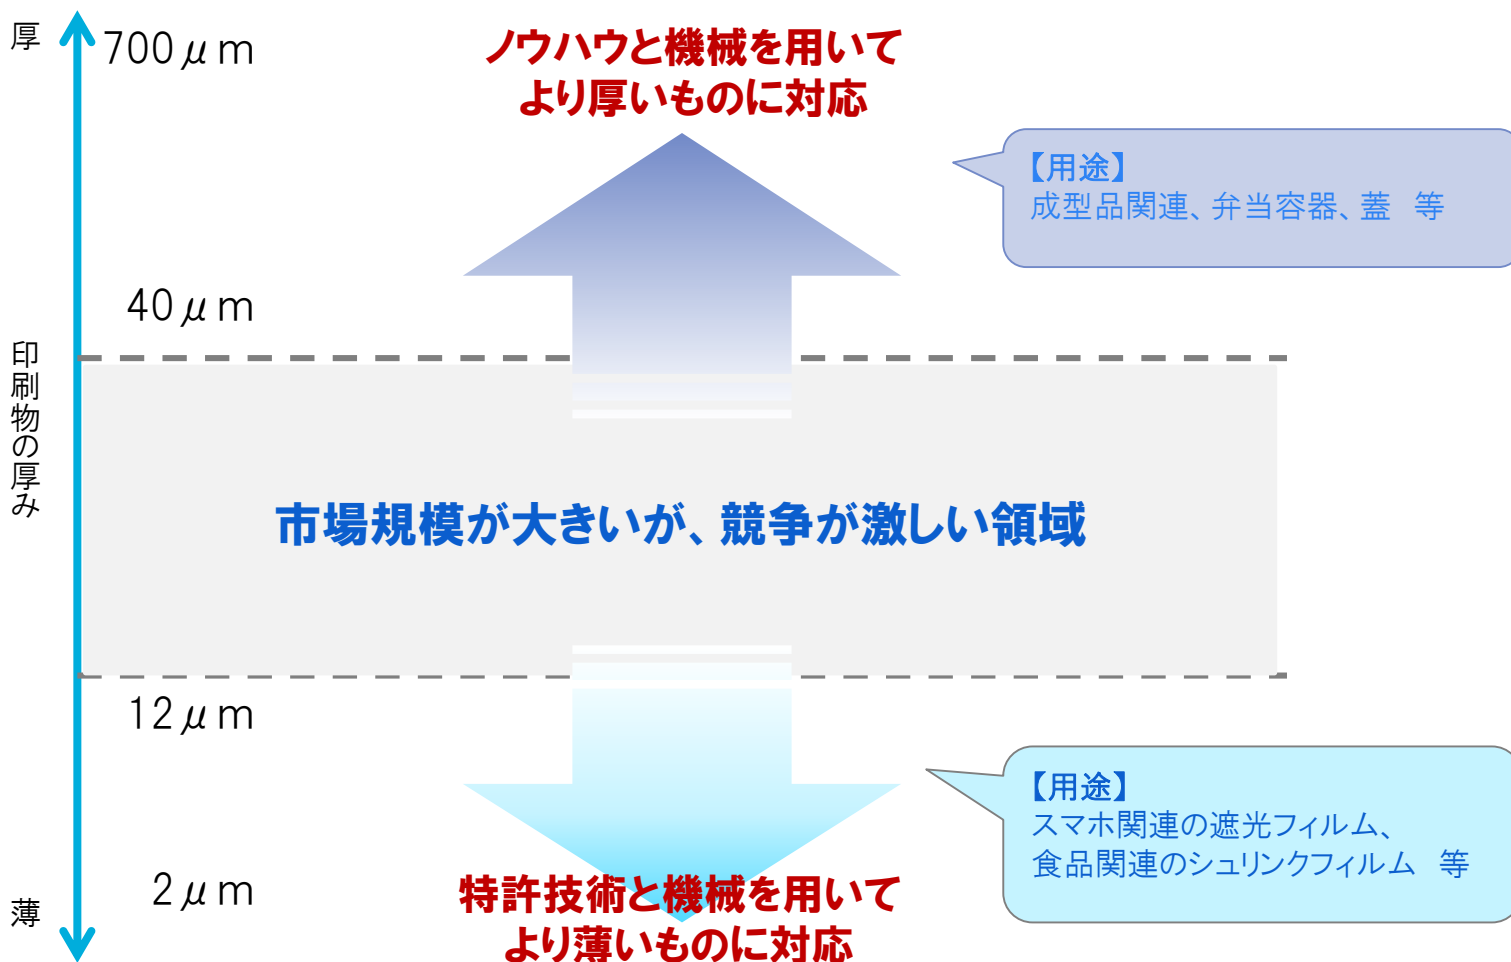 厚
700μm
ノウハウと機械を用いて
より厚いものに対応
【用途】
成型品関連、弁当容器、蓋　等
40μm
印刷物の厚み
市場規模が大きいが、競争が激しい領域
12μm
【用途】
スマホ関連の遮光フィルム、
食品関連のシュリンクフィルム　等
2μm
薄
特許技術と機械を用いて
より薄いものに対応